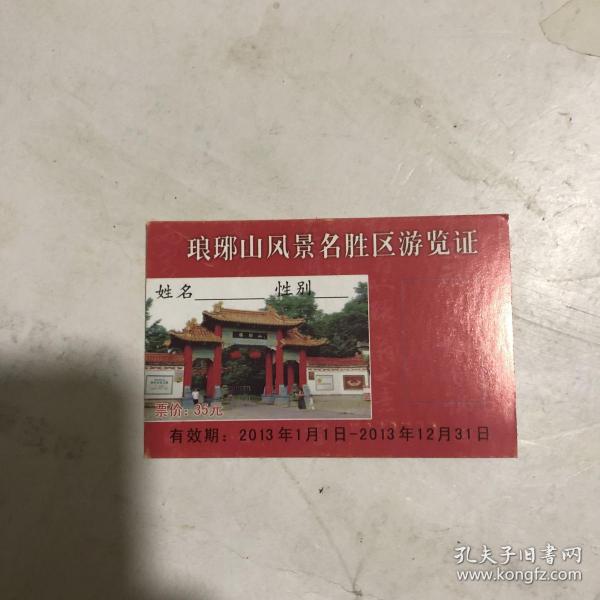 琅琊山风景名胜区游览证
姓名 性别
票价：35元
有效期：2013年1月1日-2013年12月31日
孔夫子旧书网
www.kongfz.com